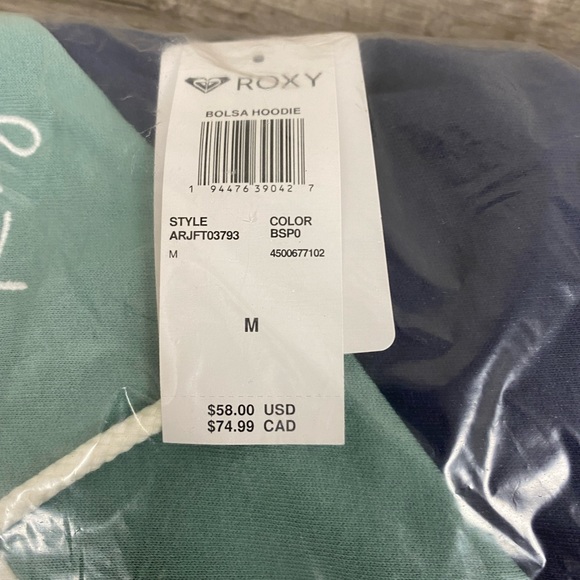 ROXY
BOLSA HOODIE
1 94476 39042 7
STYLE COLOR
ARJFT03793 BSP0
M 4500677102
M
$58.00 USD
$74.99 CAD